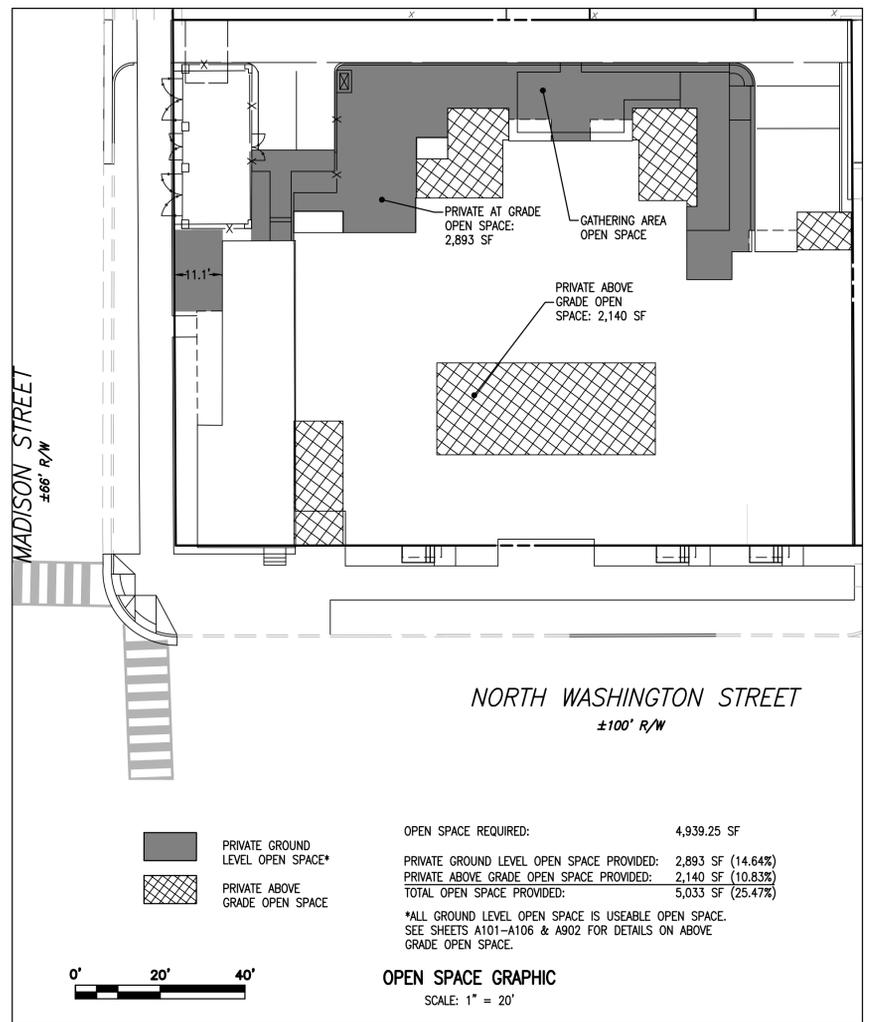 PRIVATE AT GRADE
OPEN SPACE:
2,893 SF
GATHERING AREA
OPEN SPACE
11.1'
PRIVATE ABOVE
GRADE OPEN
SPACE: 2,140 SF
MADISON STREET
±66' R/W
NORTH WASHINGTON STREET
±100' R/W
PRIVATE GROUND
LEVEL OPEN SPACE*
PRIVATE ABOVE
GRADE OPEN SPACE
OPEN SPACE REQUIRED: 4,939.25 SF
PRIVATE GROUND LEVEL OPEN SPACE PROVIDED: 2,893 SF (14.64%)
PRIVATE ABOVE GRADE OPEN SPACE PROVIDED: 2,140 SF (10.83%)
TOTAL OPEN SPACE PROVIDED: 5,033 SF (25.47%)
*ALL GROUND LEVEL OPEN SPACE IS USEABLE OPEN SPACE.
SEE SHEETS A101-A106 & A902 FOR DETAILS ON ABOVE
GRADE OPEN SPACE.
0' 20' 40'
OPEN SPACE GRAPHIC
SCALE: 1" = 20'